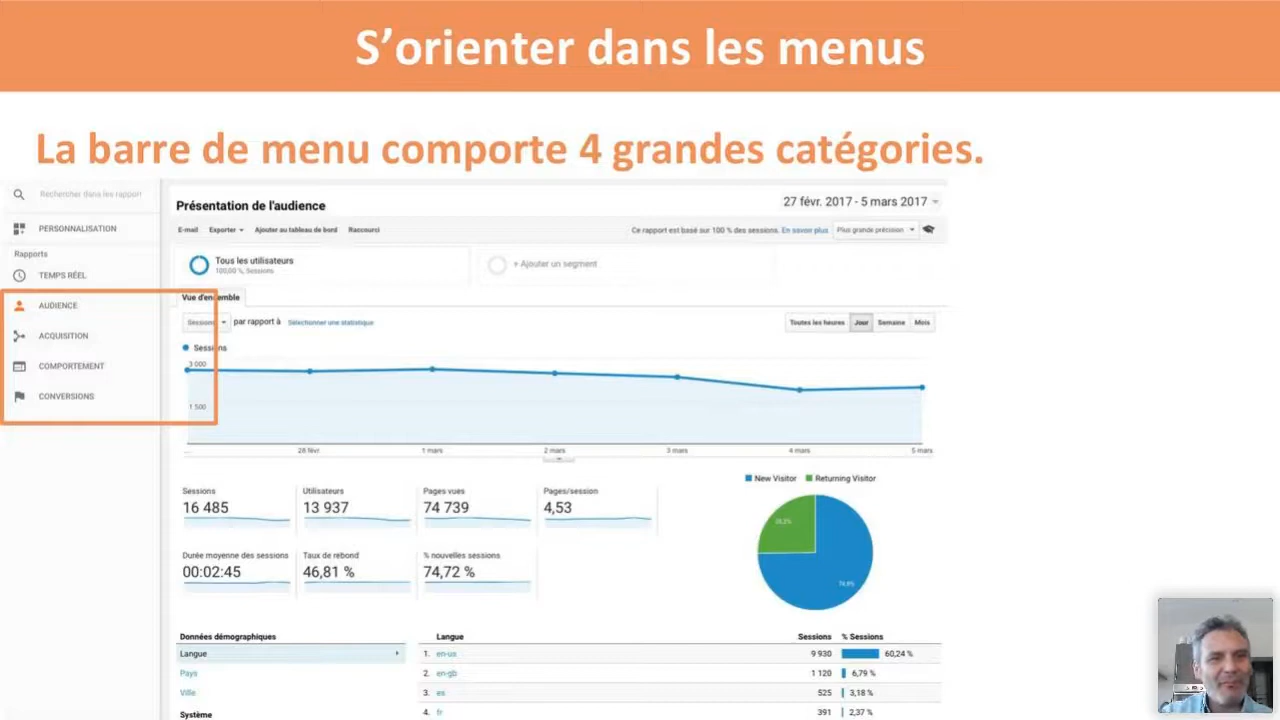 S'orienter dans les menus
La barre de menu comporte 4 grandes catégories.
Rechercher dans les rapport
PERSONNALISATION
Rapports
TEMPS RÉEL
AUDIENCE
ACQUISITION
COMPORTEMENT
CONVERSIONS
Présentation de l'audience
27 févr. 2017 - 5 mars 2017
E-mail Exporter Ajouter au tableau de bord Raccourci
Ce rapport est basé sur 100 % des sessions. En savoir plus Plus grande précision
Tous les utilisateurs
100,00 %, Sessions
+ Ajouter un segment
Vue d'ensemble
Sessions par rapport à Sélectionner une statistique
Toutes les heures Jour Semaine Mois
Sessions
3 000
1 500
... 28 févr. 1 mars 2 mars 3 mars 4 mars 5 mars
Sessions
16 485
Utilisateurs
13 937
Pages vues
74 739
Pages/session
4,53
Durée moyenne des sessions
00:02:45
Taux de rebond
46,81 %
% nouvelles sessions
74,72 %
New Visitor Returning Visitor
Données démographiques
Langue
Pays
Ville
Système
Langue Sessions % Sessions
1. en-us 9 930 60,24 %
2. en-gb 1 120 6,79 %
3. es 525 3,18 %
4. fr 391 2,37 %